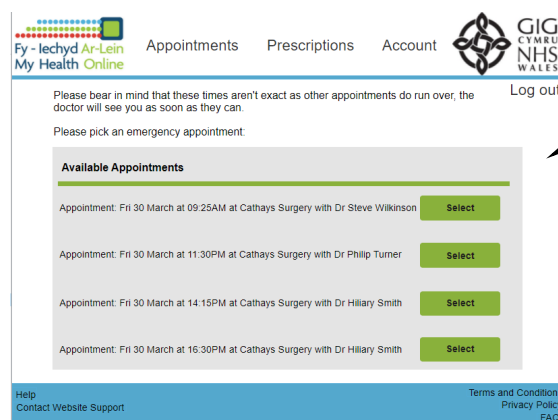 Fy - Iechyd Ar-Lein
My Health Online
Appointments Prescriptions Account
GIG
CYMRU
NHS
WALES
Log out
Please bear in mind that these times aren't exact as other appointments do run over, the
doctor will see you as soon as they can.
Please pick an emergency appointment:
Available Appointments
Appointment: Fri 30 March at 09:25AM at Cathays Surgery with Dr Steve Wilkinson Select
Appointment: Fri 30 March at 11:30PM at Cathays Surgery with Dr Philip Turner Select
Appointment: Fri 30 March at 14:15PM at Cathays Surgery with Dr Hiliary Smith Select
Appointment: Fri 30 March at 16:30PM at Cathays Surgery with Dr Hiliary Smith Select
Help
Contact Website Support
Terms and Condition
Privacy Policy
FAQ